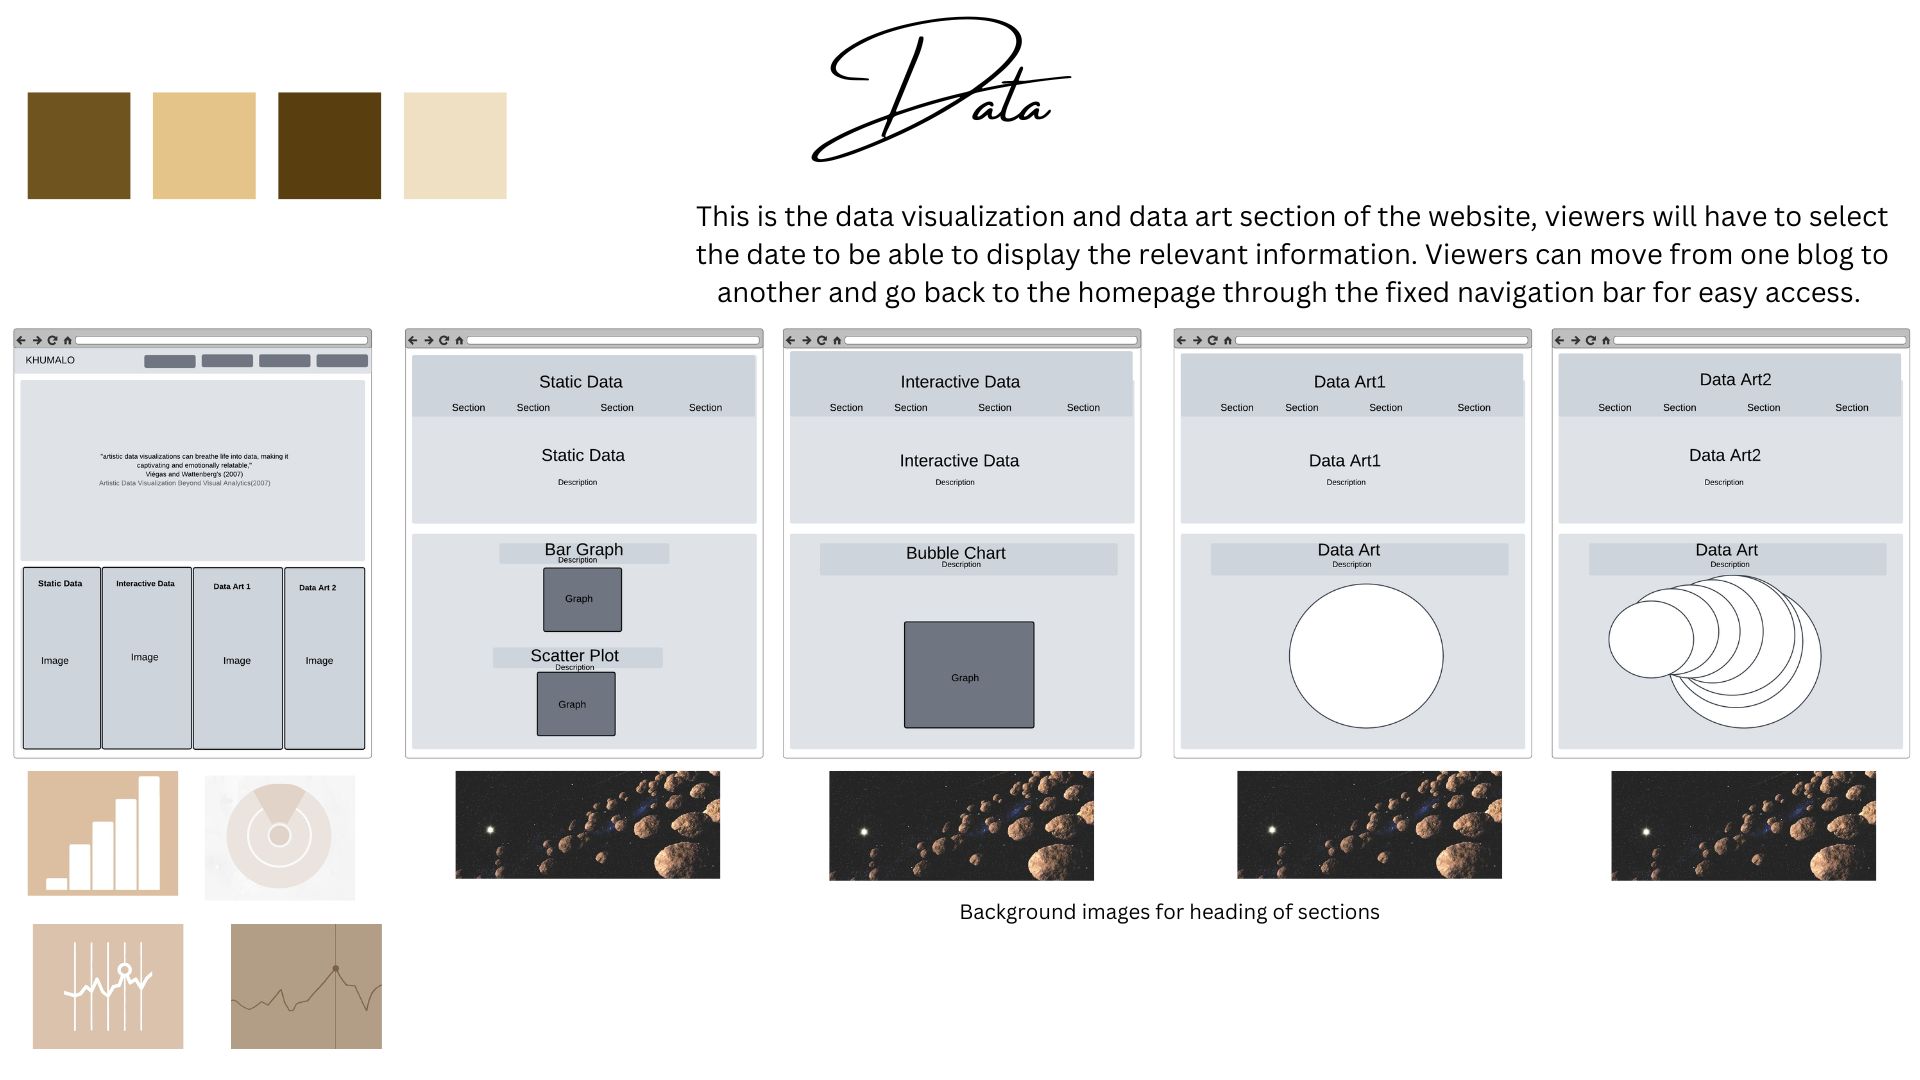 Data
This is the data visualization and data art section of the website, viewers will have to select
the date to be able to display the relevant information. Viewers can move from one blog to
another and go back to the homepage through the fixed navigation bar for easy access.
KHUMALO
"artistic data visualizations can breathe life into data, making it
captivating and emotionally relatable,"
Viégas and Wattenberg's (2007)
Artistic Data Visualization Beyond Visual Analytics(2007)
Static Data
Interactive Data
Data Art 1
Data Art 2
Image
Image
Image
Image
Static Data
Section Section Section Section
Static Data
Description
Bar Graph
Description
Graph
Scatter Plot
Description
Graph
Interactive Data
Section Section Section Section
Interactive Data
Description
Bubble Chart
Description
Graph
Data Art1
Section Section Section Section
Data Art1
Description
Data Art
Description
Data Art2
Section Section Section Section
Data Art2
Description
Data Art
Description
Background images for heading of sections